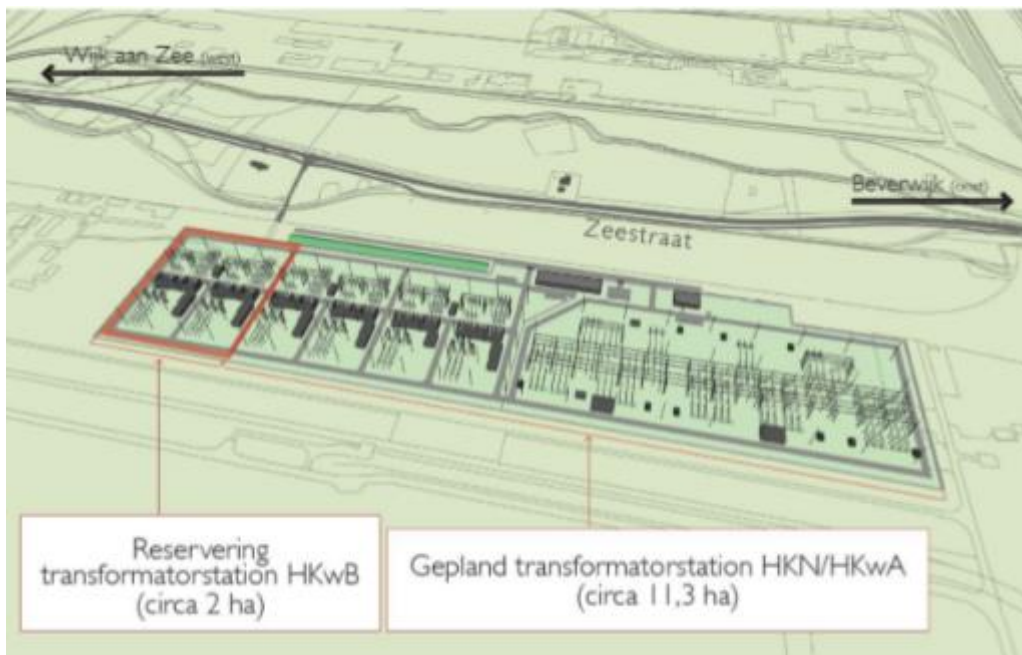 Wijk aan Zee (west)
Beverwijk (oost)
Zeestraat
Reservering
transformatorstation HKwB
(circa 2 ha)
Gepland transformatorstation HKN/HKwA
(circa 11,3 ha)